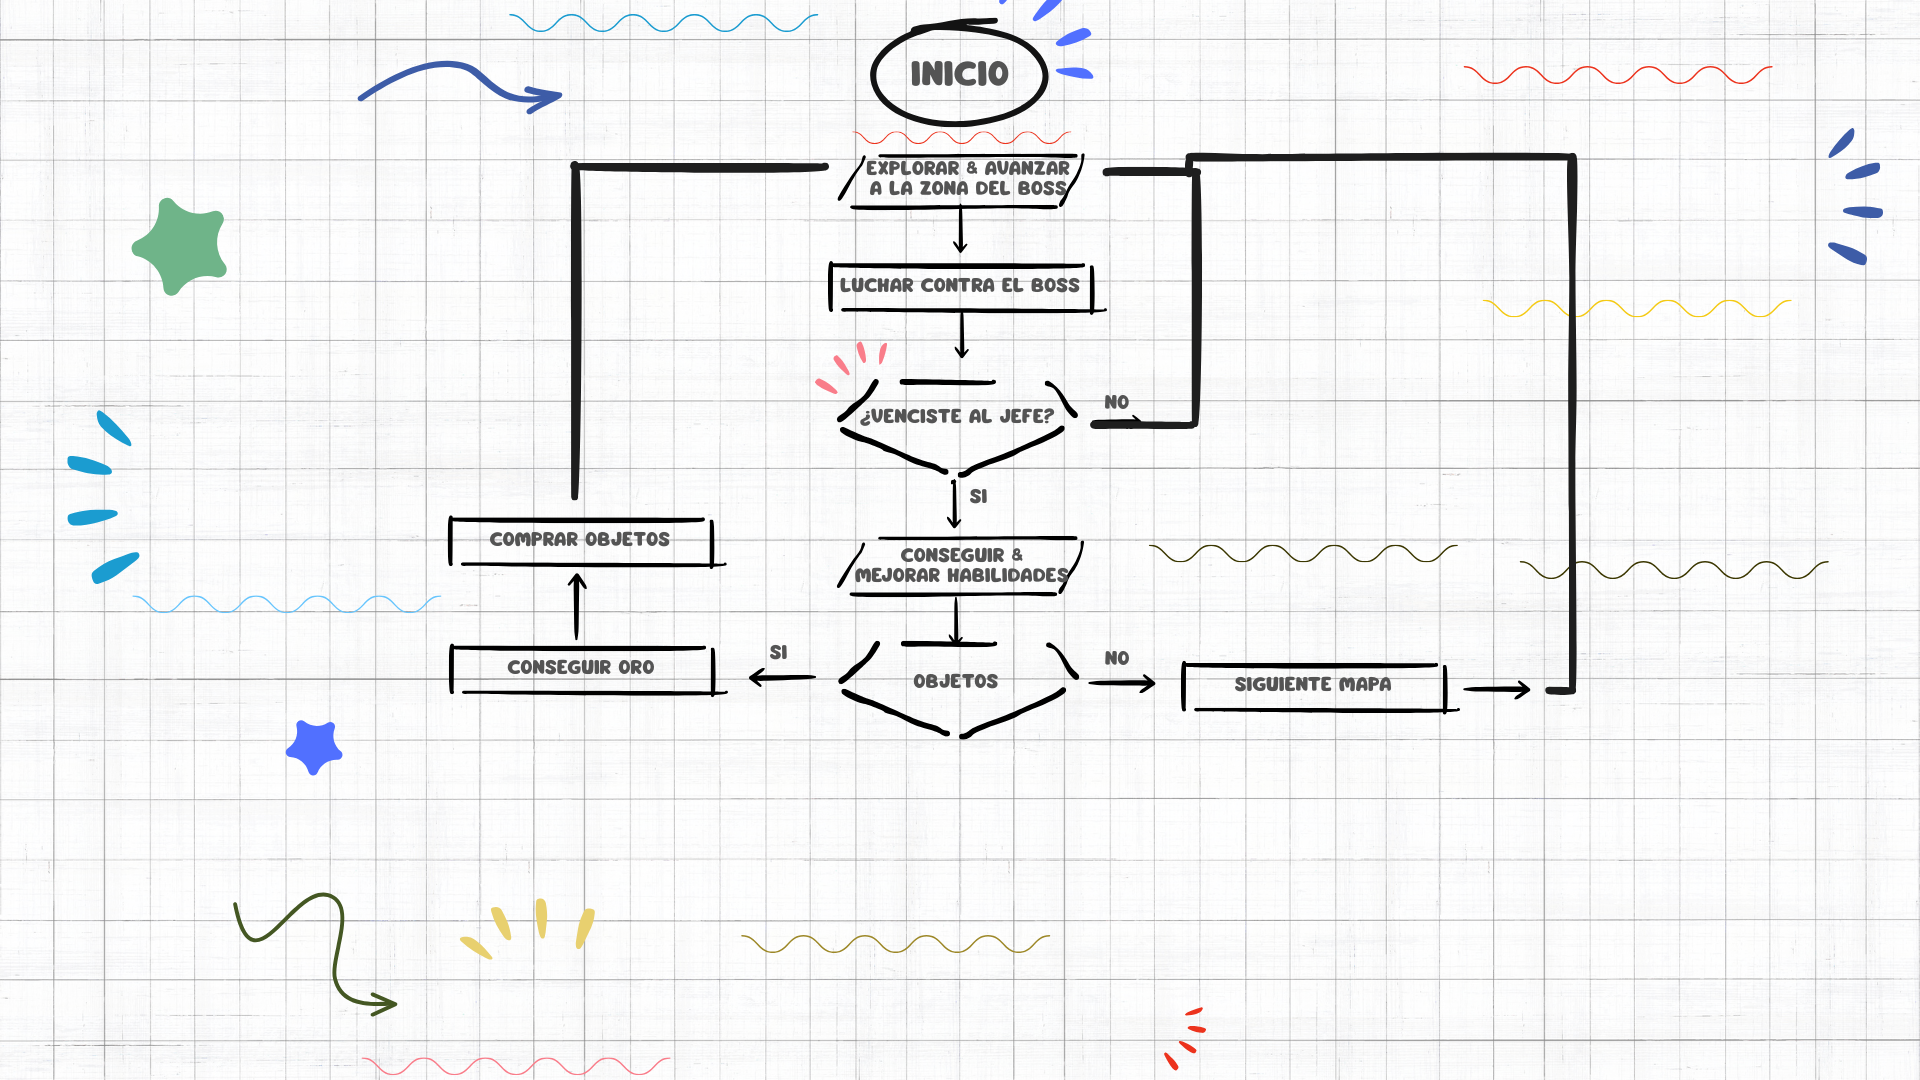 INICIO
EXPLORAR & AVANZAR
A LA ZONA DEL BOSS
LUCHAR CONTRA EL BOSS
¿VENCISTE AL JEFE?
NO
SI
CONSEGUIR &
MEJORAR HABILIDADES
COMPRAR OBJETOS
CONSEGUIR ORO
SI
OBJETOS
NO
SIGUIENTE MAPA